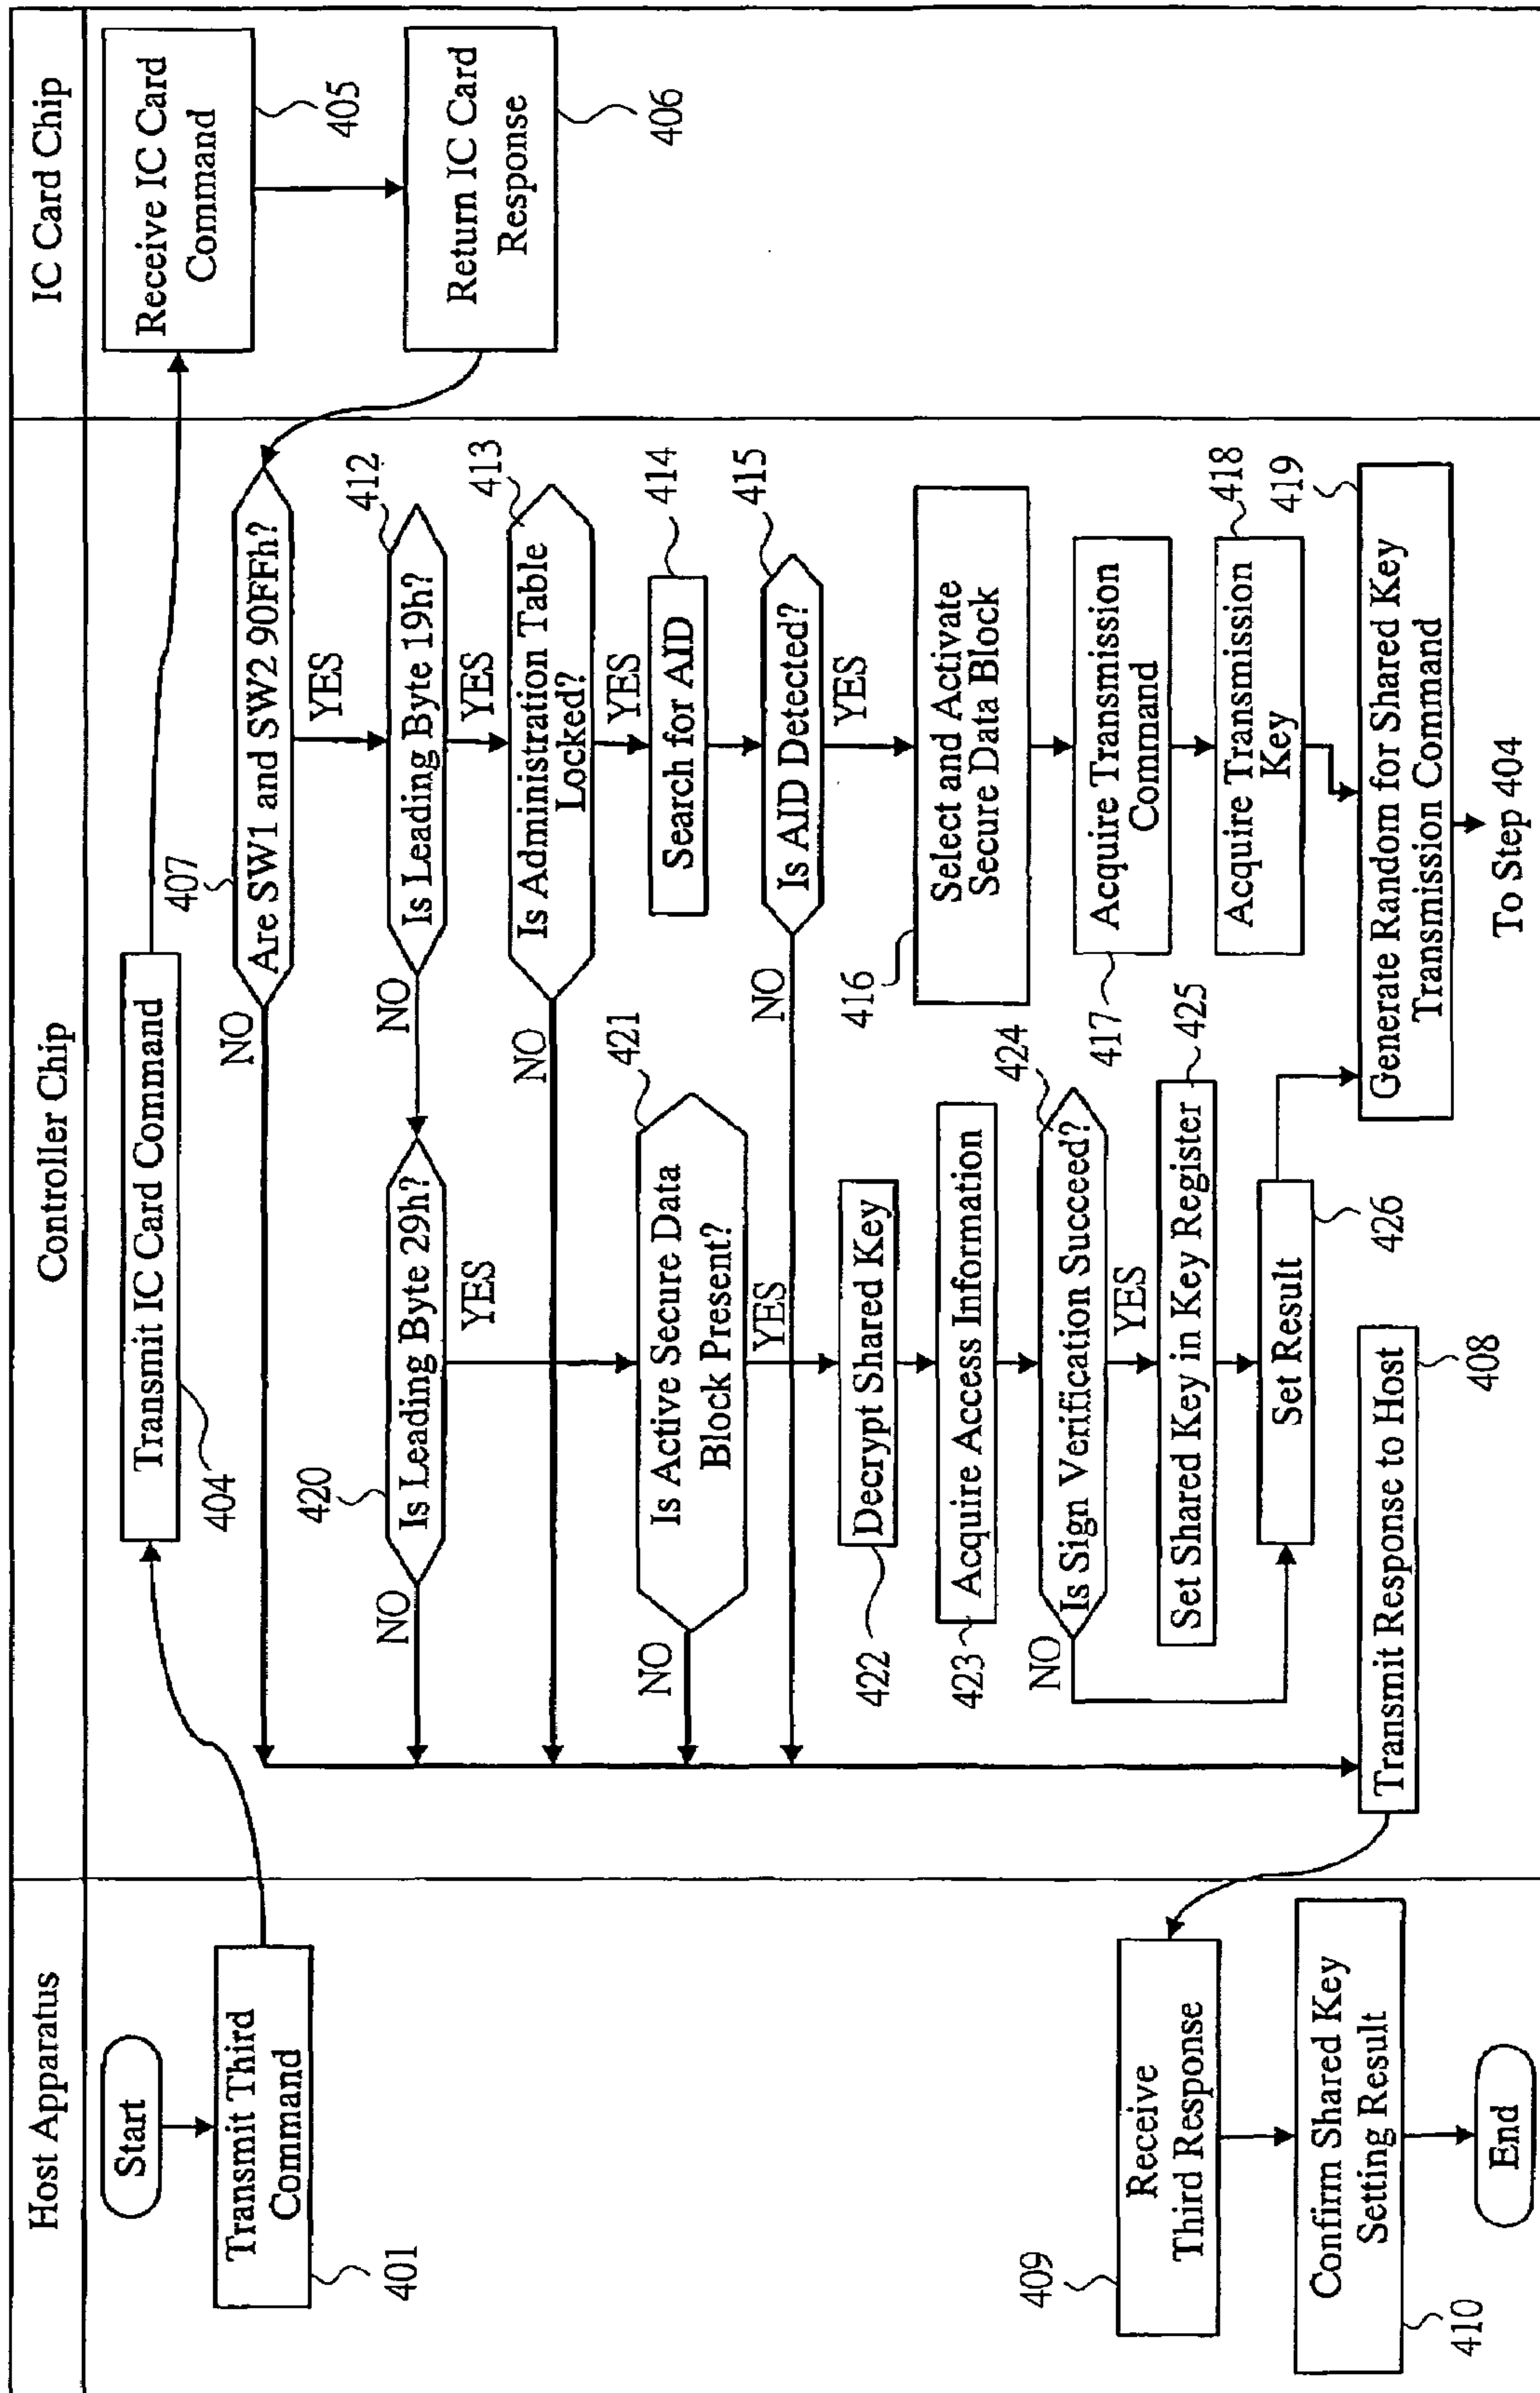 Host Apparatus
Controller Chip
IC Card Chip
Start
Transmit Third
Command
401
Transmit IC Card Command
404
Receive IC Card
Command
405
Return IC Card
Response
406
407
Are SW1 and SW2 90FFh?
NO
YES
412
Is Leading Byte 19h?
NO
YES
420
Is Leading Byte 29h?
NO
YES
413
Is Administration Table
Locked?
NO
YES
414
Search for AID
421
Is Active Secure Data
Block Present?
NO
YES
415
Is AID Detected?
NO
YES
422
Decrypt Shared Key
416
Select and Activate
Secure Data Block
423
Acquire Access Information
424
Is Sign Verification Succeed?
NO
YES
417
Acquire Transmission
Command
425
Set Shared Key in Key Register
418
Acquire Transmission
Key
Set Result
426
419
Generate Random for Shared Key
Transmission Command
To Step 404
Transmit Response to Host
408
Receive
Third Response
409
Confirm Shared Key
Setting Result
410
End